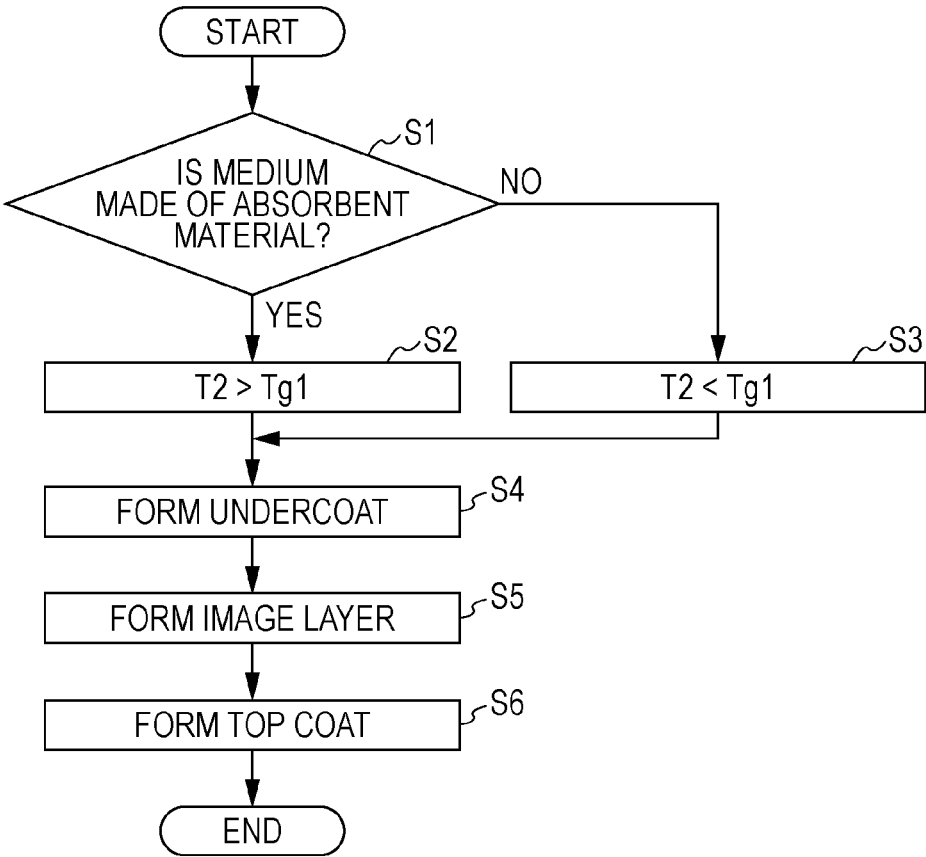 START
S1
IS MEDIUM
MADE OF ABSORBENT
MATERIAL?
NO
YES
S2
T2 > Tg1
S3
T2 < Tg1
S4
FORM UNDERCOAT
S5
FORM IMAGE LAYER
S6
FORM TOP COAT
END